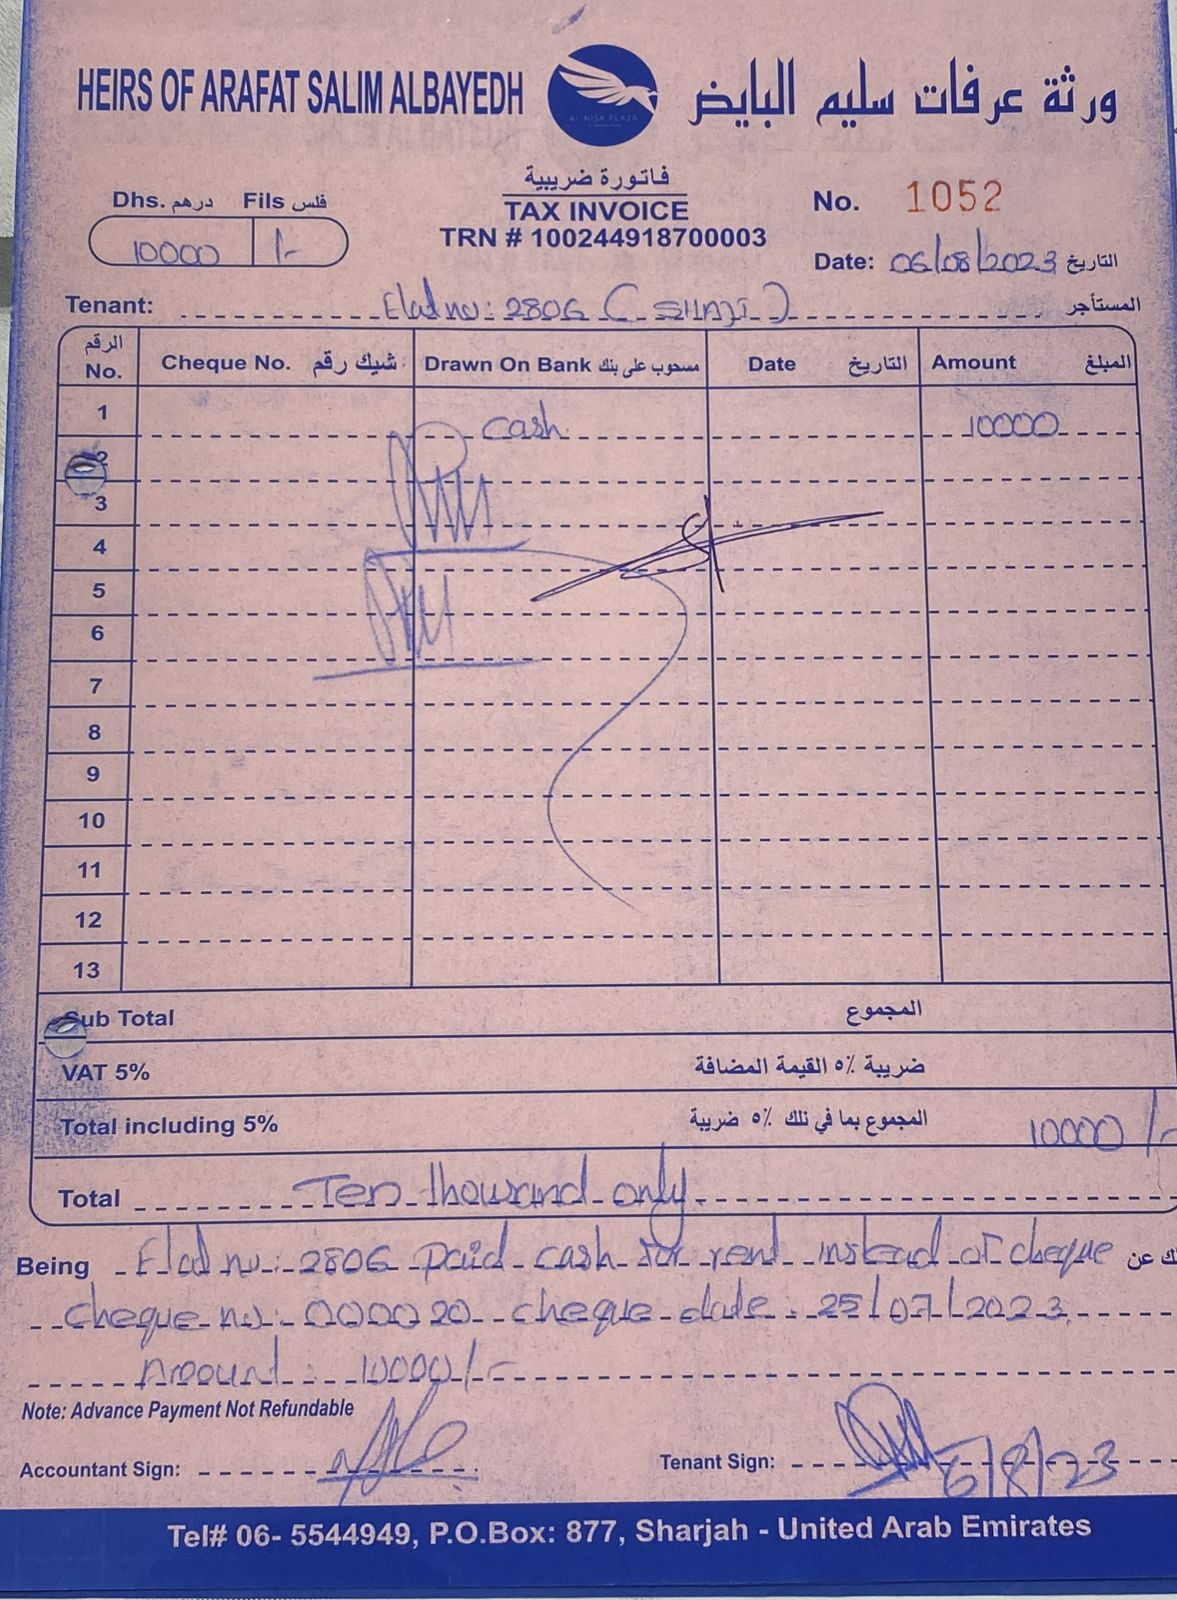 HEIRS OF ARAFAT SALIM ALBAYEDH
AL NISR PLAZA
ورثة عرفات سليم البايض
Dhs. درهم Fils فلس
10000 /-
فاتورة ضريبية
TAX INVOICE
TRN # 100244918700003
No. 1052
Date: 06/08/2023 التاريخ
Tenant: Flat no: 2806 (SHAJI) المستأجر
الرقم No. Cheque No. شيك رقم Drawn On Bank مسحوب على بنك Date التاريخ Amount المبلغ
1 cash 10000
2
3
4
5
6
7
8
9
10
11
12
13
Sub Total المجموع
VAT 5% ضريبة ٥٪ القيمة المضافة
Total including 5% المجموع بما في ذلك ٥٪ ضريبة 10000/-
Total Ten thousand only
Being Flat no: 2806 paid cash for rent instead of cheque ك عن
cheque no: 000020 cheque date: 25/07/2023
Amount: 10000/-
Note: Advance Payment Not Refundable
Accountant Sign:
Tenant Sign: 6/8/23
Tel# 06- 5544949, P.O.Box: 877, Sharjah - United Arab Emirates